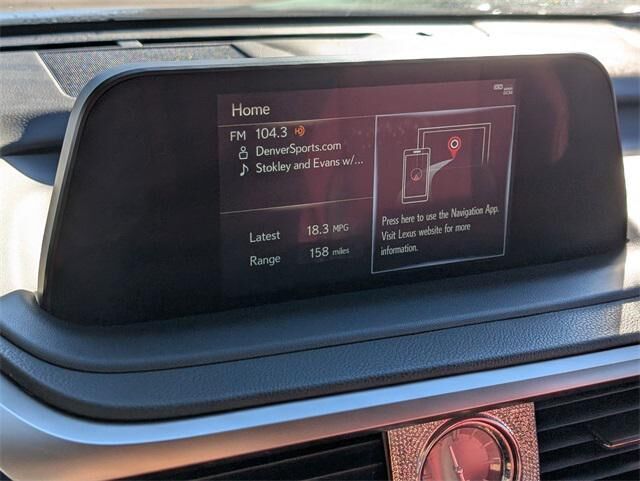 Home
FM 104.3
DenverSports.com
Stokley and Evans w/...
Latest 18.3 MPG
Range 158 miles
Press here to use the Navigation App.
Visit Lexus website for more
information.
DCM